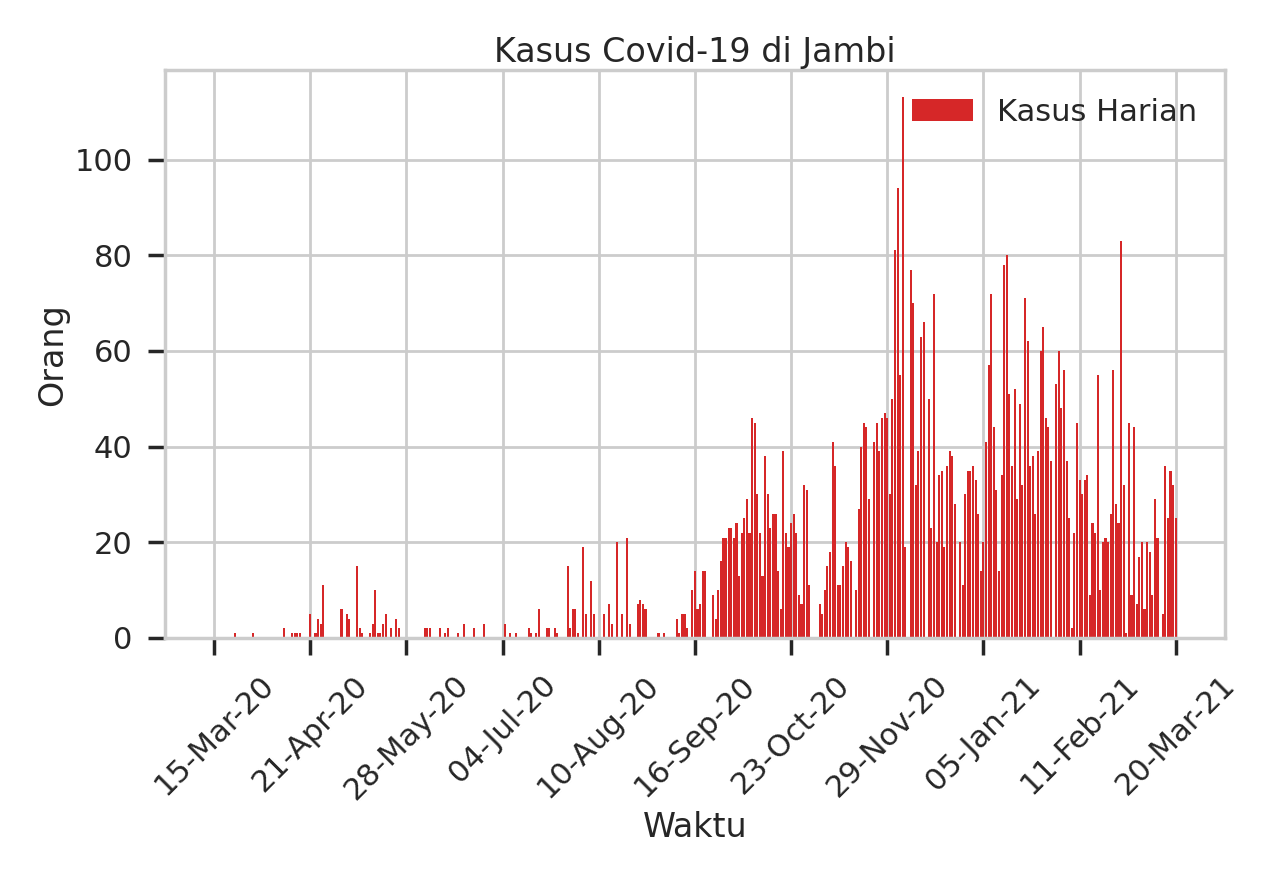 Kasus Covid-19 di Jambi
Kasus Harian
Orang
100
80
60
40
20
0
15-Mar-20
21-Apr-20
28-May-20
04-Jul-20
10-Aug-20
16-Sep-20
23-Oct-20
29-Nov-20
05-Jan-21
11-Feb-21
20-Mar-21
Waktu